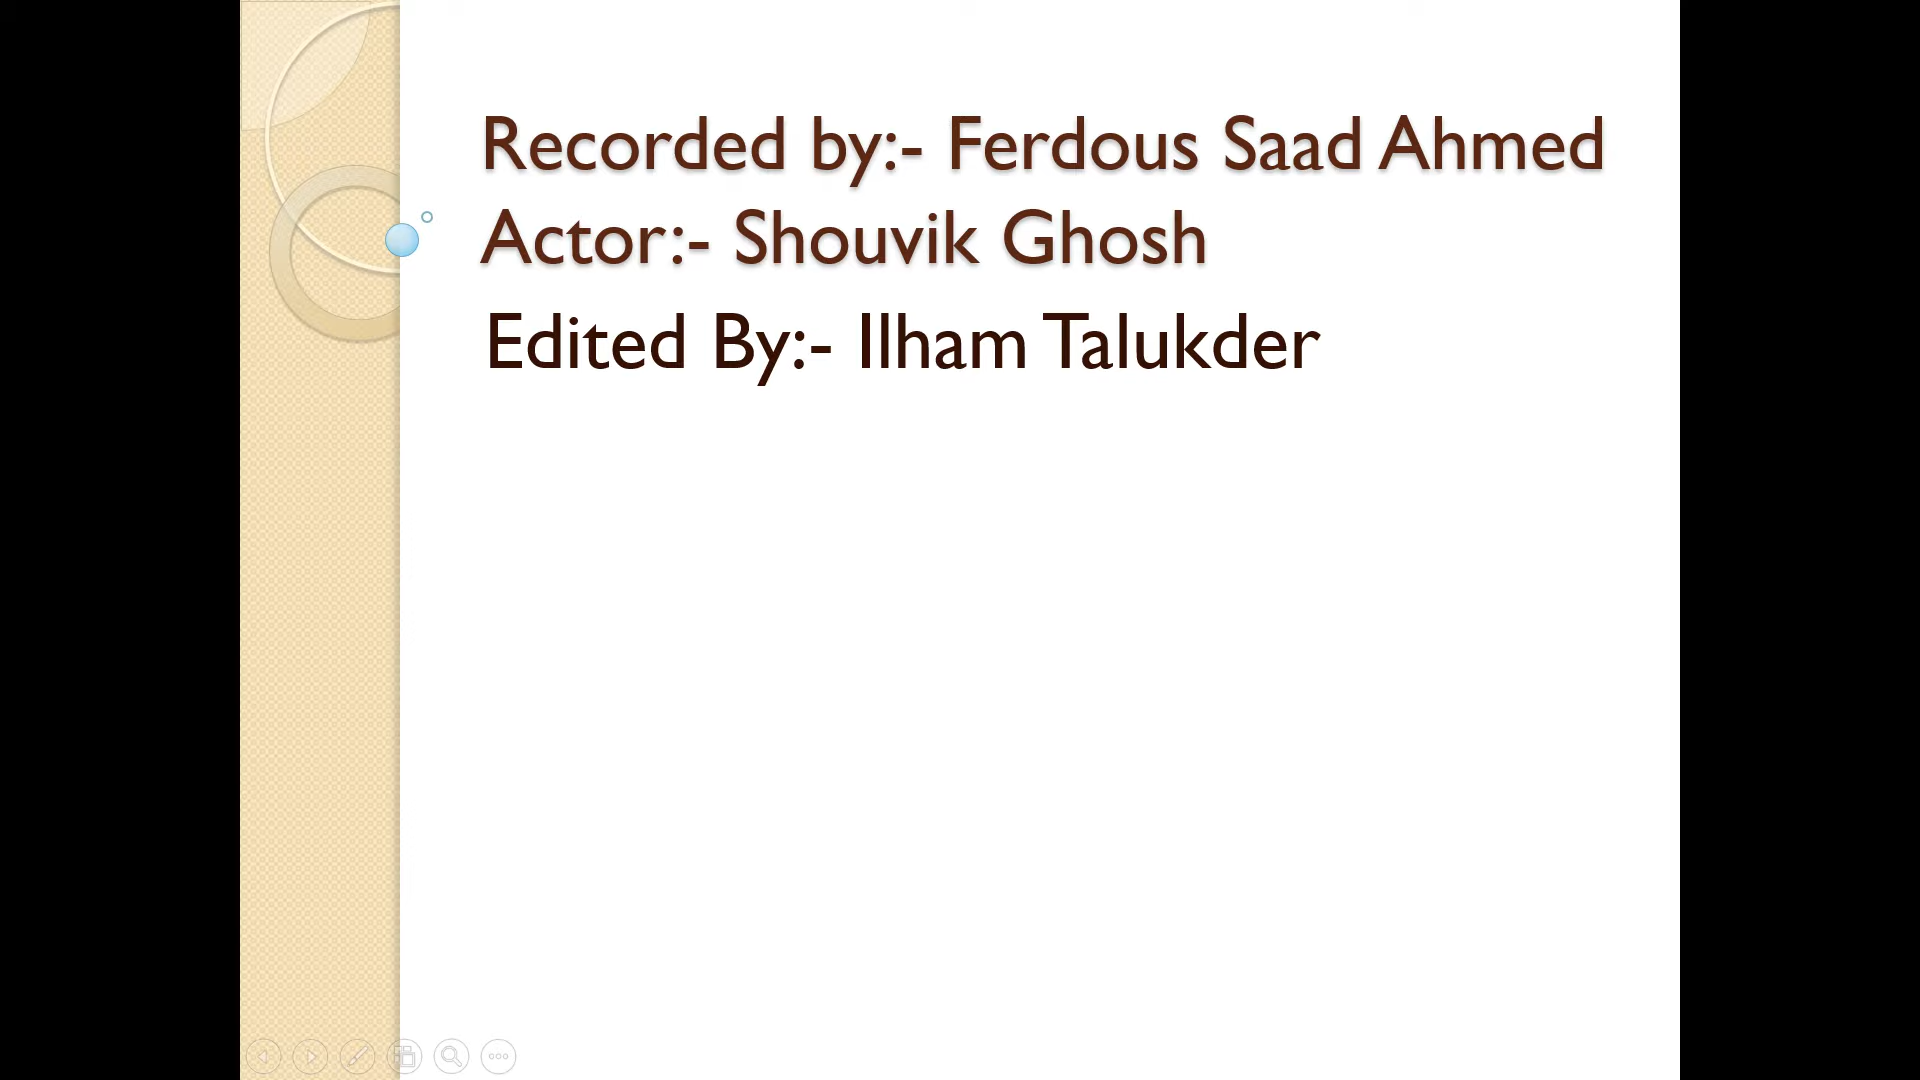 Recorded by:- Ferdous Saad Ahmed
Actor:- Shouvik Ghosh
Edited By:- Ilham Talukder